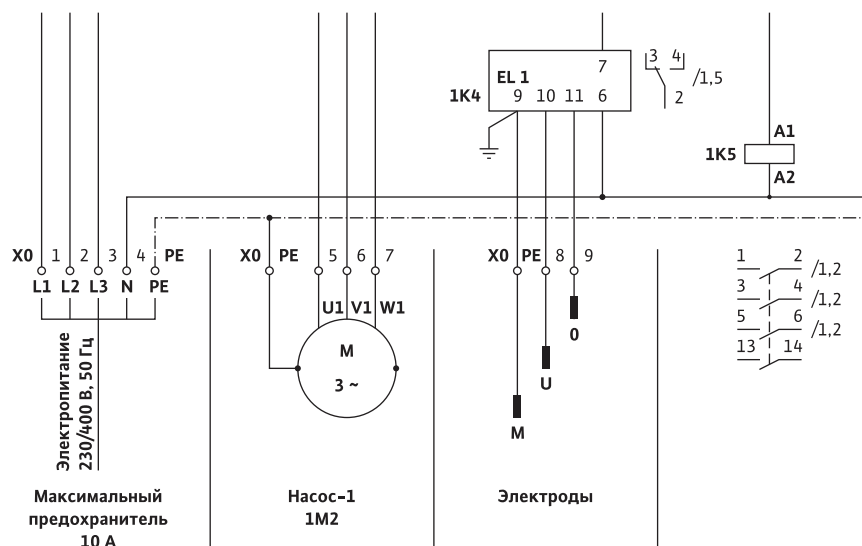 7
EL 1
1K4
9 10 11 6
3 4
2
/1,5
A1
1K5
A2
X0 1 2 3 4 PE
L1 L2 L3 N PE
X0 PE 5 6 7
U1 V1 W1
M
3 ~
X0 PE 8 9
0
U
M
1 2 /1,2
3 4 /1,2
5 6 /1,2
13 14
Электропитание
230/400 В, 50 Гц
Максимальный
предохранитель
10 А
Насос-1
1M2
Электроды